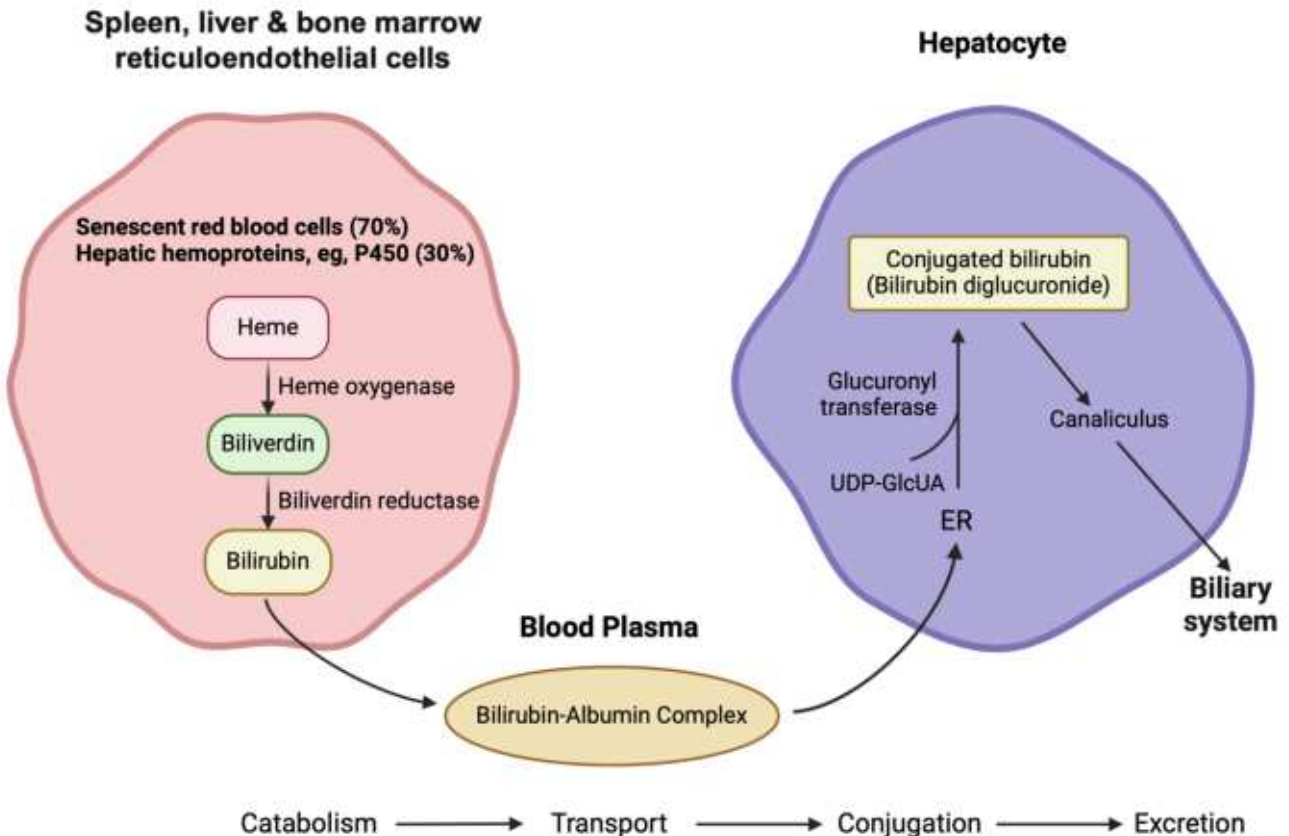 Spleen, liver & bone marrow
reticuloendothelial cells
Hepatocyte
Senescent red blood cells (70%)
Hepatic hemoproteins, eg, P450 (30%)
Heme
Heme oxygenase
Biliverdin
Biliverdin reductase
Bilirubin
Blood Plasma
Bilirubin-Albumin Complex
Conjugated bilirubin
(Bilirubin diglucuronide)
Glucuronyl
transferase
UDP-GlcUA
ER
Canaliculus
Biliary
system
Catabolism Transport Conjugation Excretion